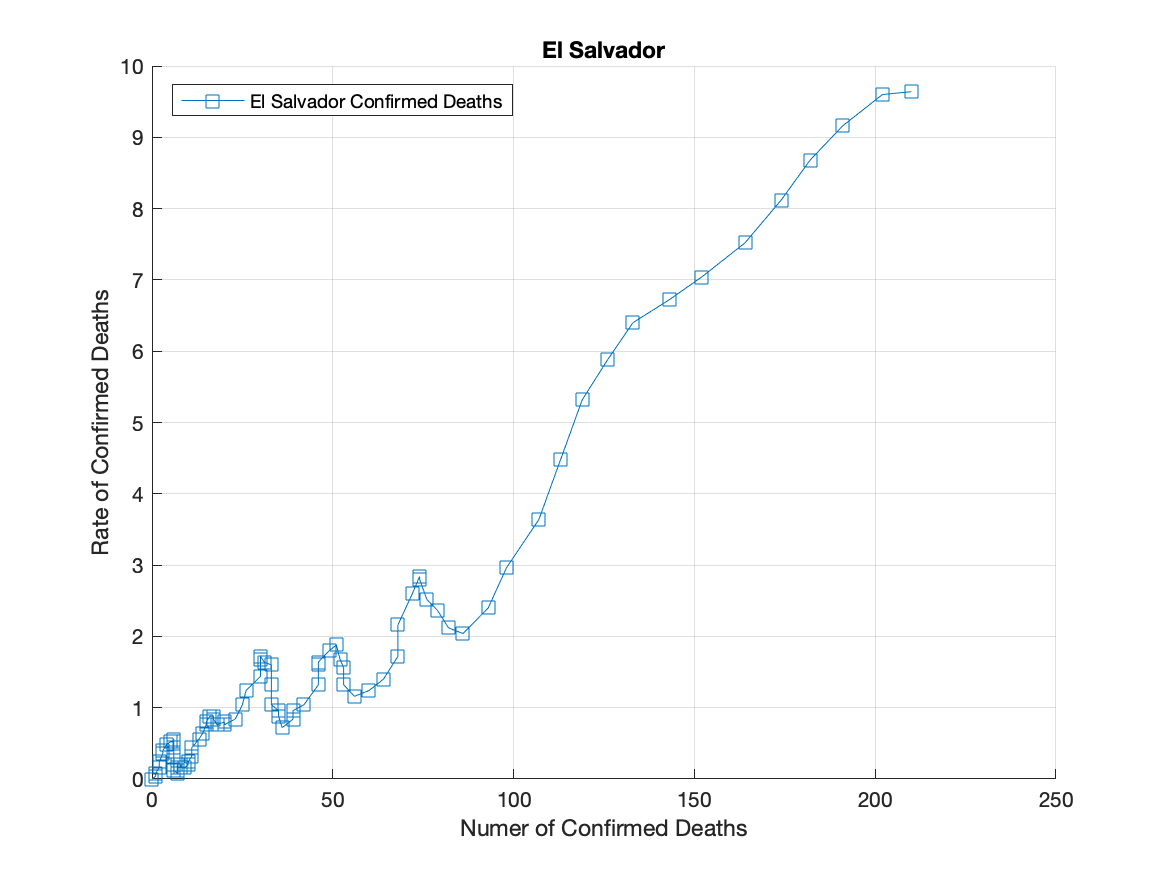 El Salvador
El Salvador Confirmed Deaths
10
9
8
7
6
5
4
3
2
1
0
Rate of Confirmed Deaths
0 50 100 150 200 250
Numer of Confirmed Deaths